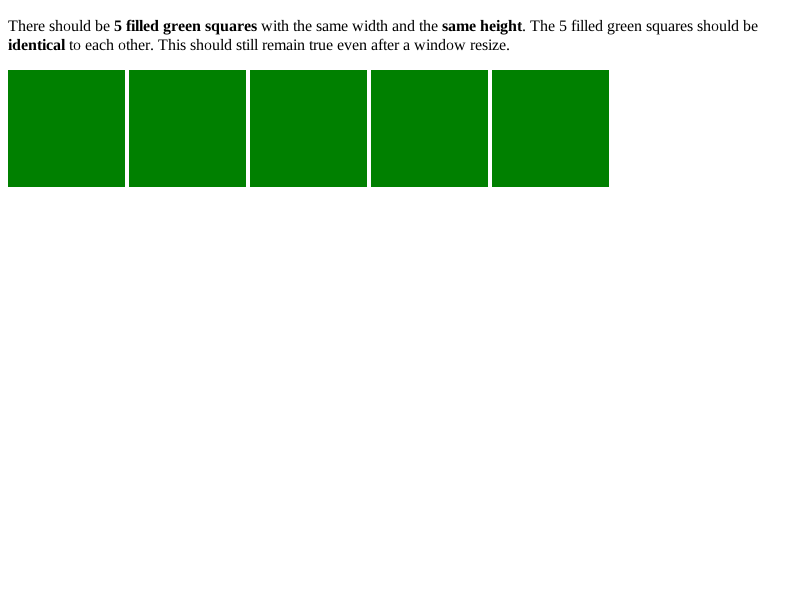 There should be 5 filled green squares with the same width and the same height. The 5 filled green squares should be
identical to each other. This should still remain true even after a window resize.